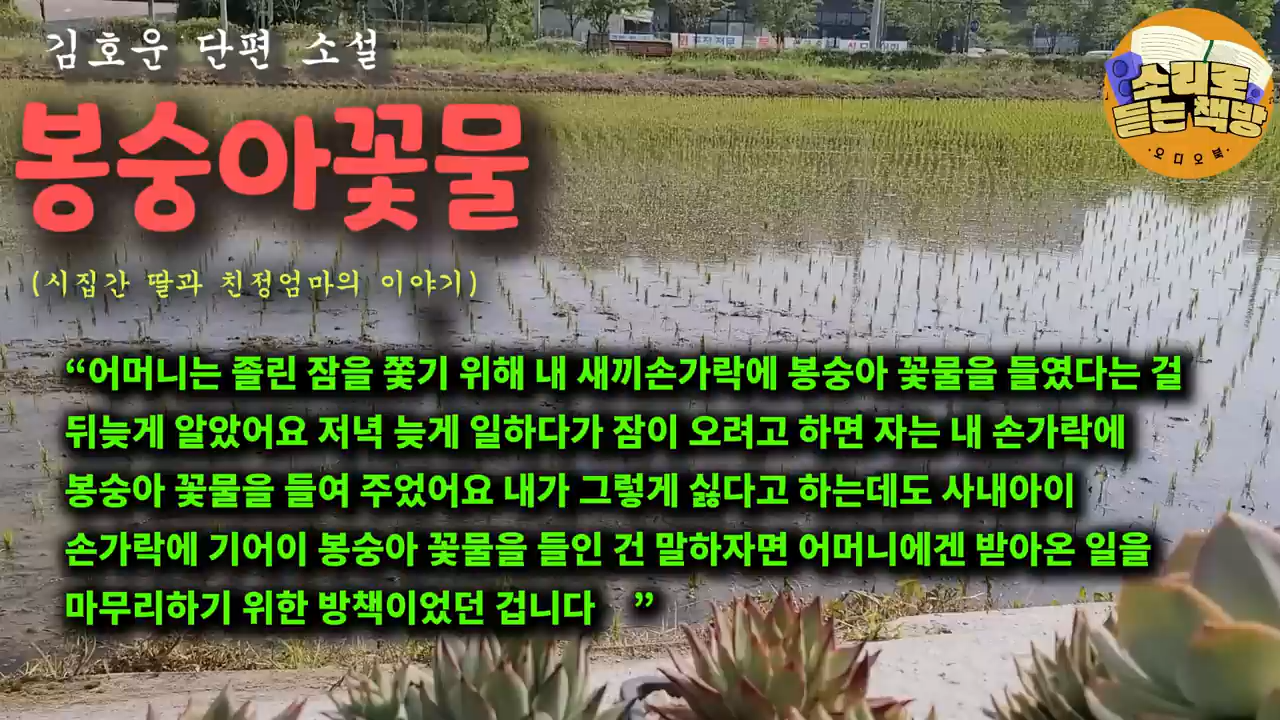 김호운 단편 소설
봉숭아꽃물
(시집간 딸과 친정엄마의 이야기)
소리로
듣는책방
·오디오북·
“어머니는 졸린 잠을 쫓기 위해 내 새끼손가락에 봉숭아 꽃물을 들였다는 걸
뒤늦게 알았어요 저녁 늦게 일하다가 잠이 오려고 하면 자는 내 손가락에
봉숭아 꽃물을 들여 주었어요 내가 그렇게 싫다고 하는데도 사내아이
손가락에 기어이 봉숭아 꽃물을 들인 건 말하자면 어머니에겐 받아온 일을
마무리하기 위한 방책이었던 겁니다 ”